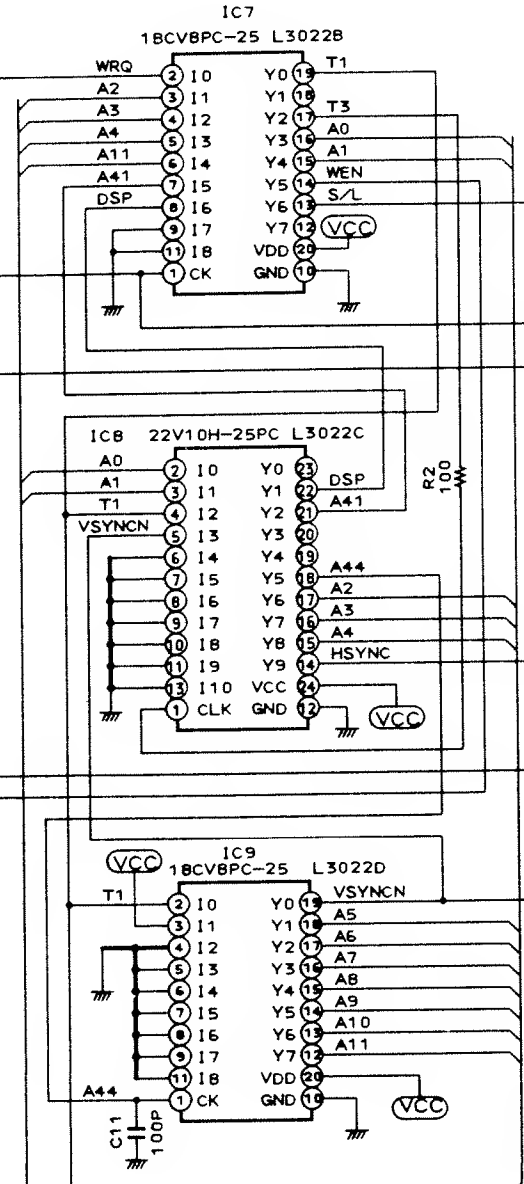 IC7
18CV8PC-25 L3022B
WRQ 2 I0 Y0 19 T1
A2 3 I1 Y1 18
A3 4 I2 Y2 17 T3
A4 5 I3 Y3 16 A0
A11 6 I4 Y4 15 A1
A41 7 I5 Y5 14 WEN
DSP 8 I6 Y6 13 S/L
9 I7 Y7 12 VCC
11 I8 VDD 20
1 CK GND 10
IC8 22V10H-25PC L3022C
A0 2 I0 Y0 23
A1 3 I1 Y1 22 DSP
T1 4 I2 Y2 21 A41
VSYNCN 5 I3 Y3 20
6 I4 Y4 19
7 I5 Y5 18 A44
8 I6 Y6 17 A2
9 I7 Y7 16 A3
10 I8 Y8 15 A4
11 I9 Y9 14 HSYNC
13 I10 VCC 24
1 CLK GND 12 VCC
R2
100
IC9
18CV8PC-25 L3022D
VCC
T1 2 I0 Y0 19 VSYNCN
3 I1 Y1 18 A5
4 I2 Y2 17 A6
5 I3 Y3 16 A7
6 I4 Y4 15 A8
7 I5 Y5 14 A9
8 I6 Y6 13 A10
9 I7 Y7 12 A11
11 I8 VDD 20
A44 1 CK GND 10 VCC
C11
100P